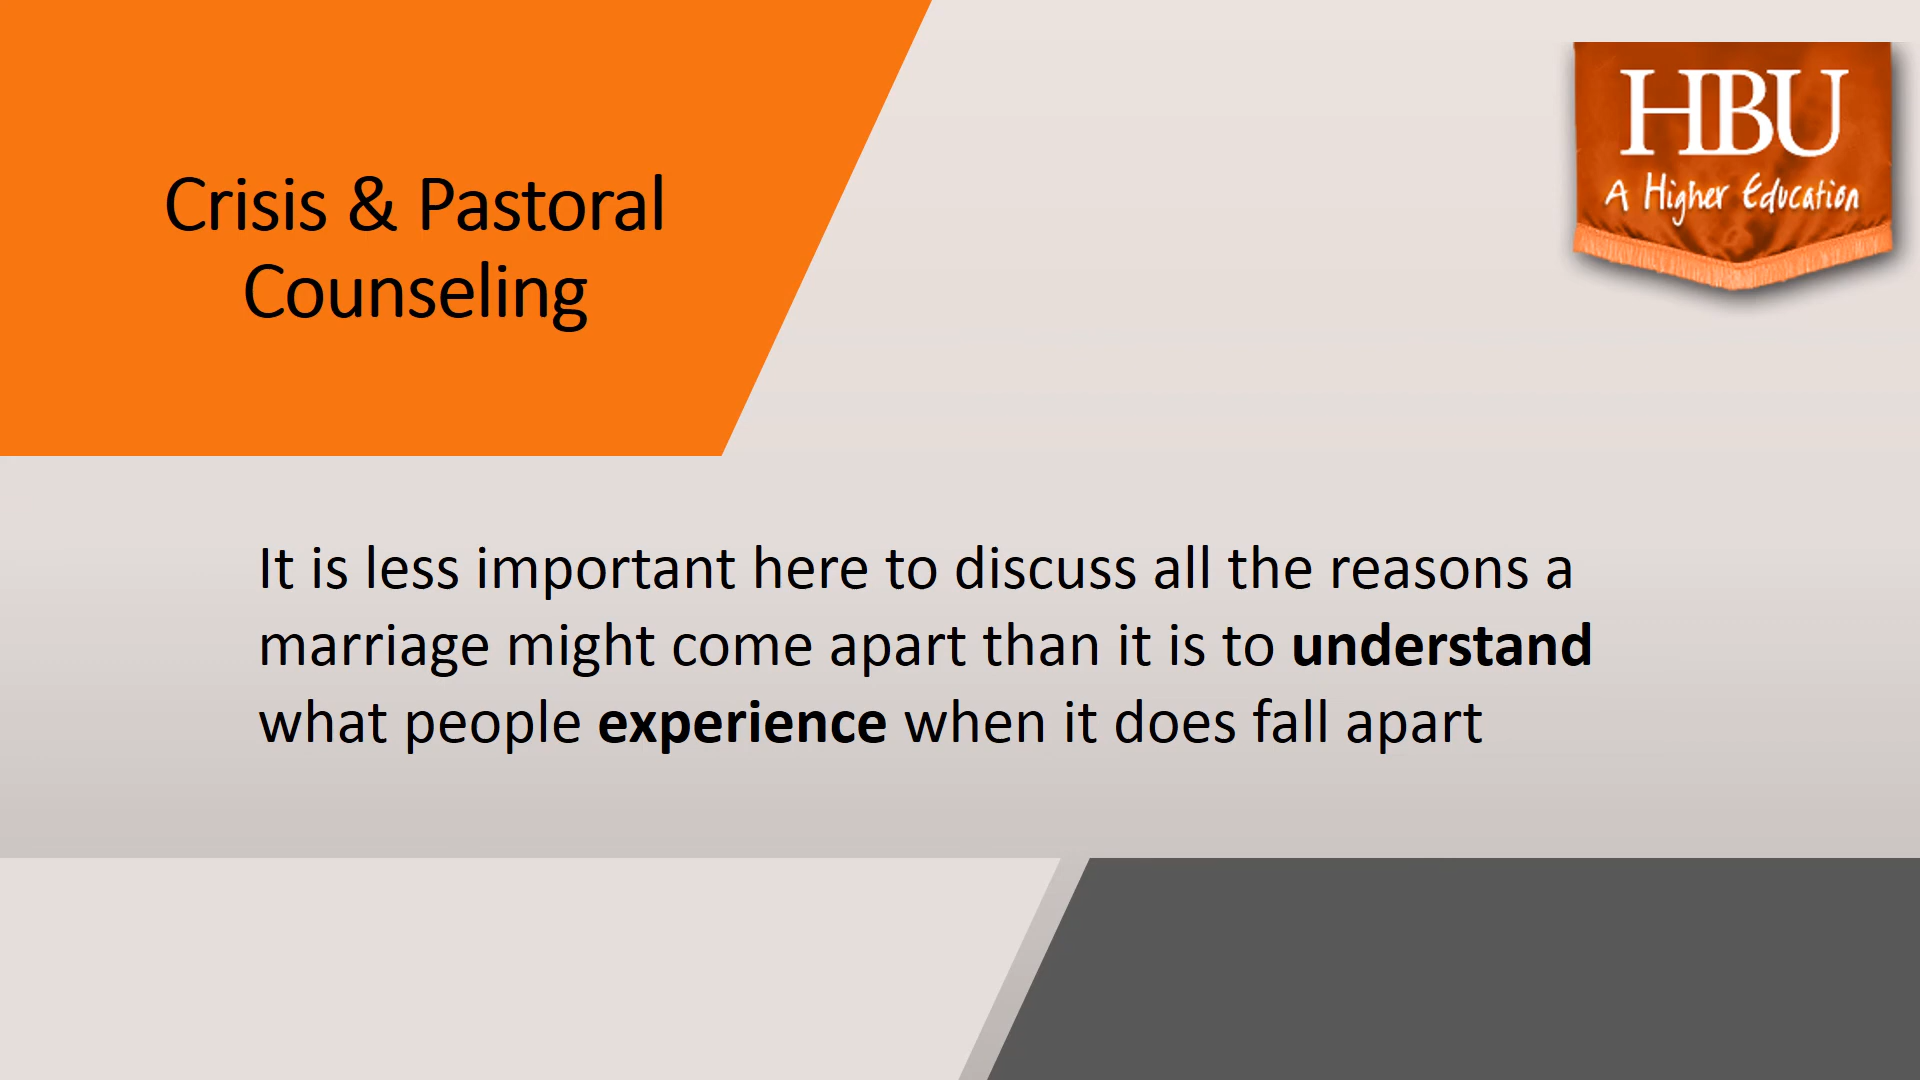 Crisis & Pastoral
Counseling
HBU
A Higher Education
It is less important here to discuss all the reasons a
marriage might come apart than it is to understand
what people experience when it does fall apart